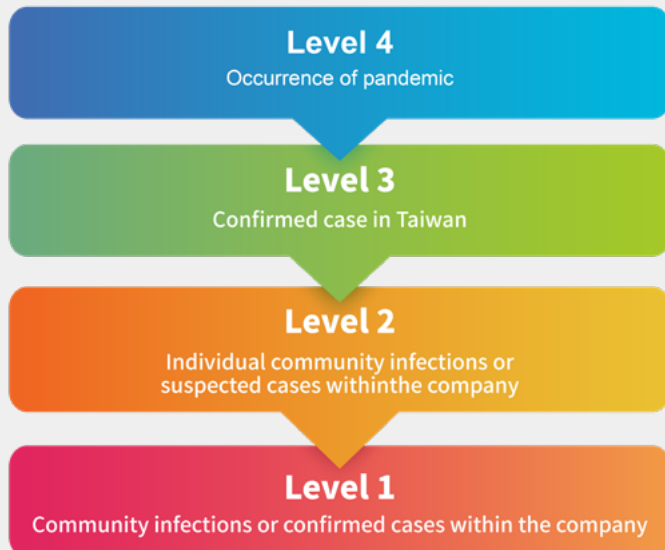 Level 4
Occurrence of pandemic
Level 3
Confirmed case in Taiwan
Level 2
Individual community infections or
suspected cases withinthe company
Level 1
Community infections or confirmed cases within the company